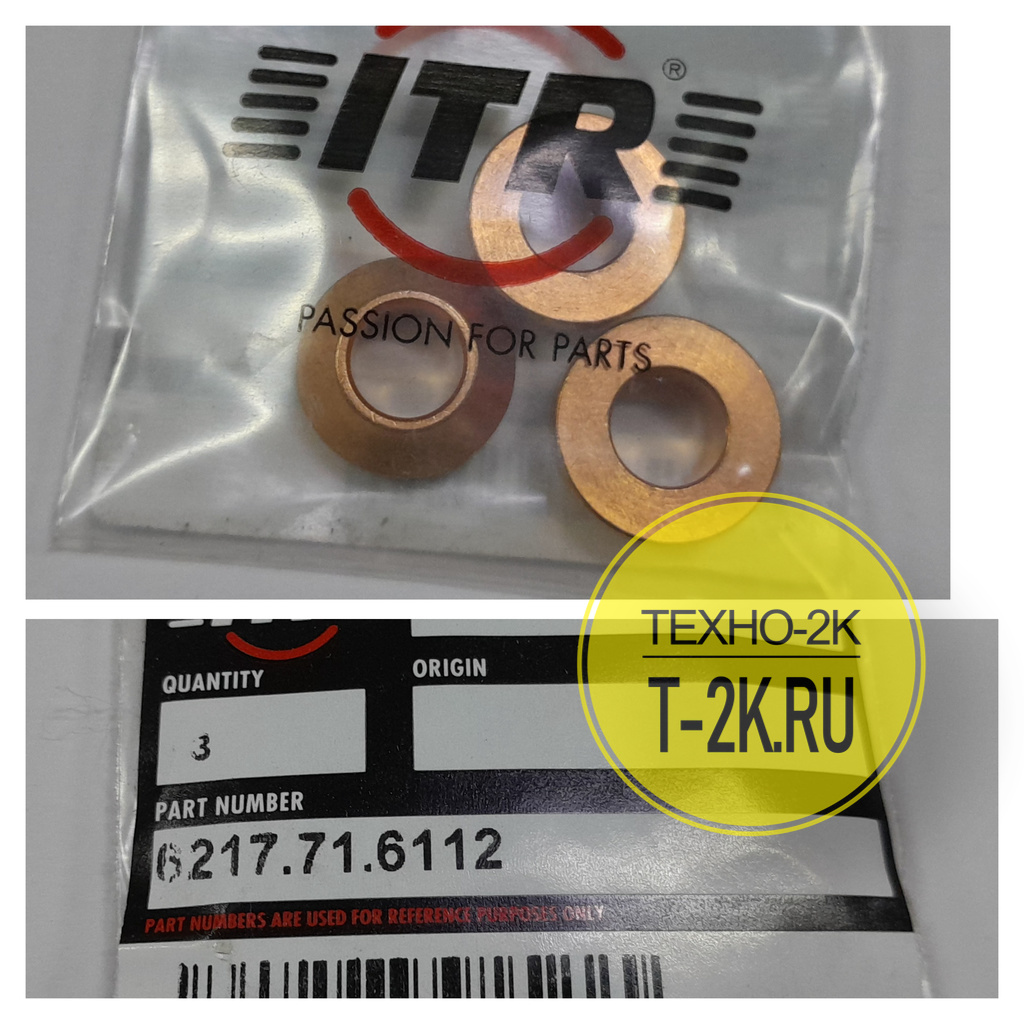 ITR®
PASSION FOR PARTS
ТЕХНО-2К
T-2K.RU
QUANTITY
ORIGIN
3
PART NUMBER
6217.71.6112
PART NUMBERS ARE USED FOR REFERENCE PURPOSES ONLY